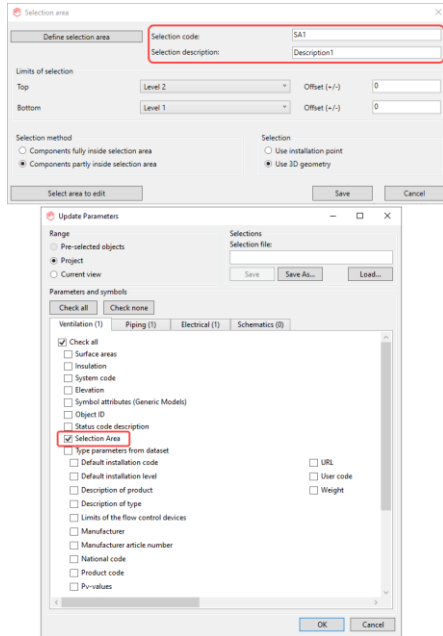 Selection area
Define selection area
Selection code:
SA1
Selection description:
Description1
Limits of selection
Top
Level 2
Offset (+/-)
0
Bottom
Level 1
Offset (+/-)
0
Selection method
Selection
Components fully inside selection area
Use installation point
Components partly inside selection area
Use 3D geometry
Select area to edit
Save
Cancel
Update Parameters
Range
Selections
Pre-selected objects
Selection file:
Project
Current view
Save
Save As...
Load...
Parameters and symbols
Check all
Check none
Ventilation (1)
Piping (1)
Electrical (1)
Schematics (0)
Check all
Surface areas
Insulation
System code
Elevation
Symbol attributes (Generic Models)
Object ID
Status code description
Selection Area
Type parameters from dataset
Default installation code
URL
Default installation level
User code
Description of product
Weight
Description of type
Limits of the flow control devices
Manufacturer
Manufacturer article number
National code
Product code
Pv-values
OK
Cancel